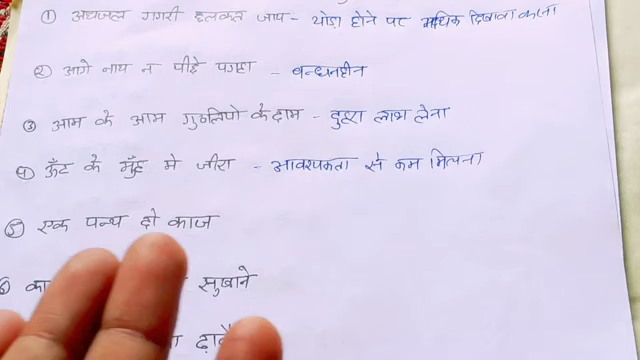 ① अधजल गगरी छलकत जाय - थोड़ा होने पर अधिक दिखावा करना
② आगे नाथ न पीछे पगहा - बन्धनहीन
③ आम के आम गुठलियो के दाम - दुहरा लाभ लेना
④ ऊँट के मुँह मे जीरा - आवश्यकता से कम मिलना
⑤ एक पन्थ दो काज
⑥ का सुखाने